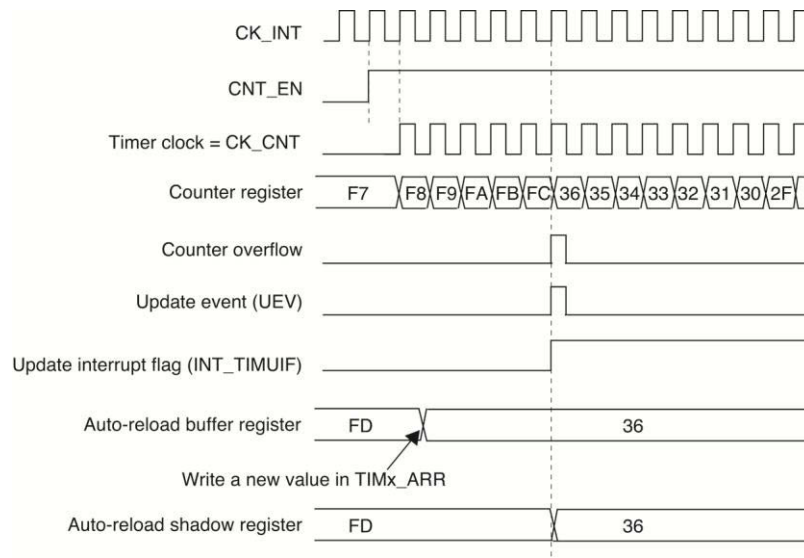 CK_INT
CNT_EN
Timer clock = CK_CNT
Counter register F7 F8 F9 FA FB FC 36 35 34 33 32 31 30 2F
Counter overflow
Update event (UEV)
Update interrupt flag (INT_TIMUIF)
Auto-reload buffer register FD 36
Write a new value in TIMx_ARR
Auto-reload shadow register FD 36